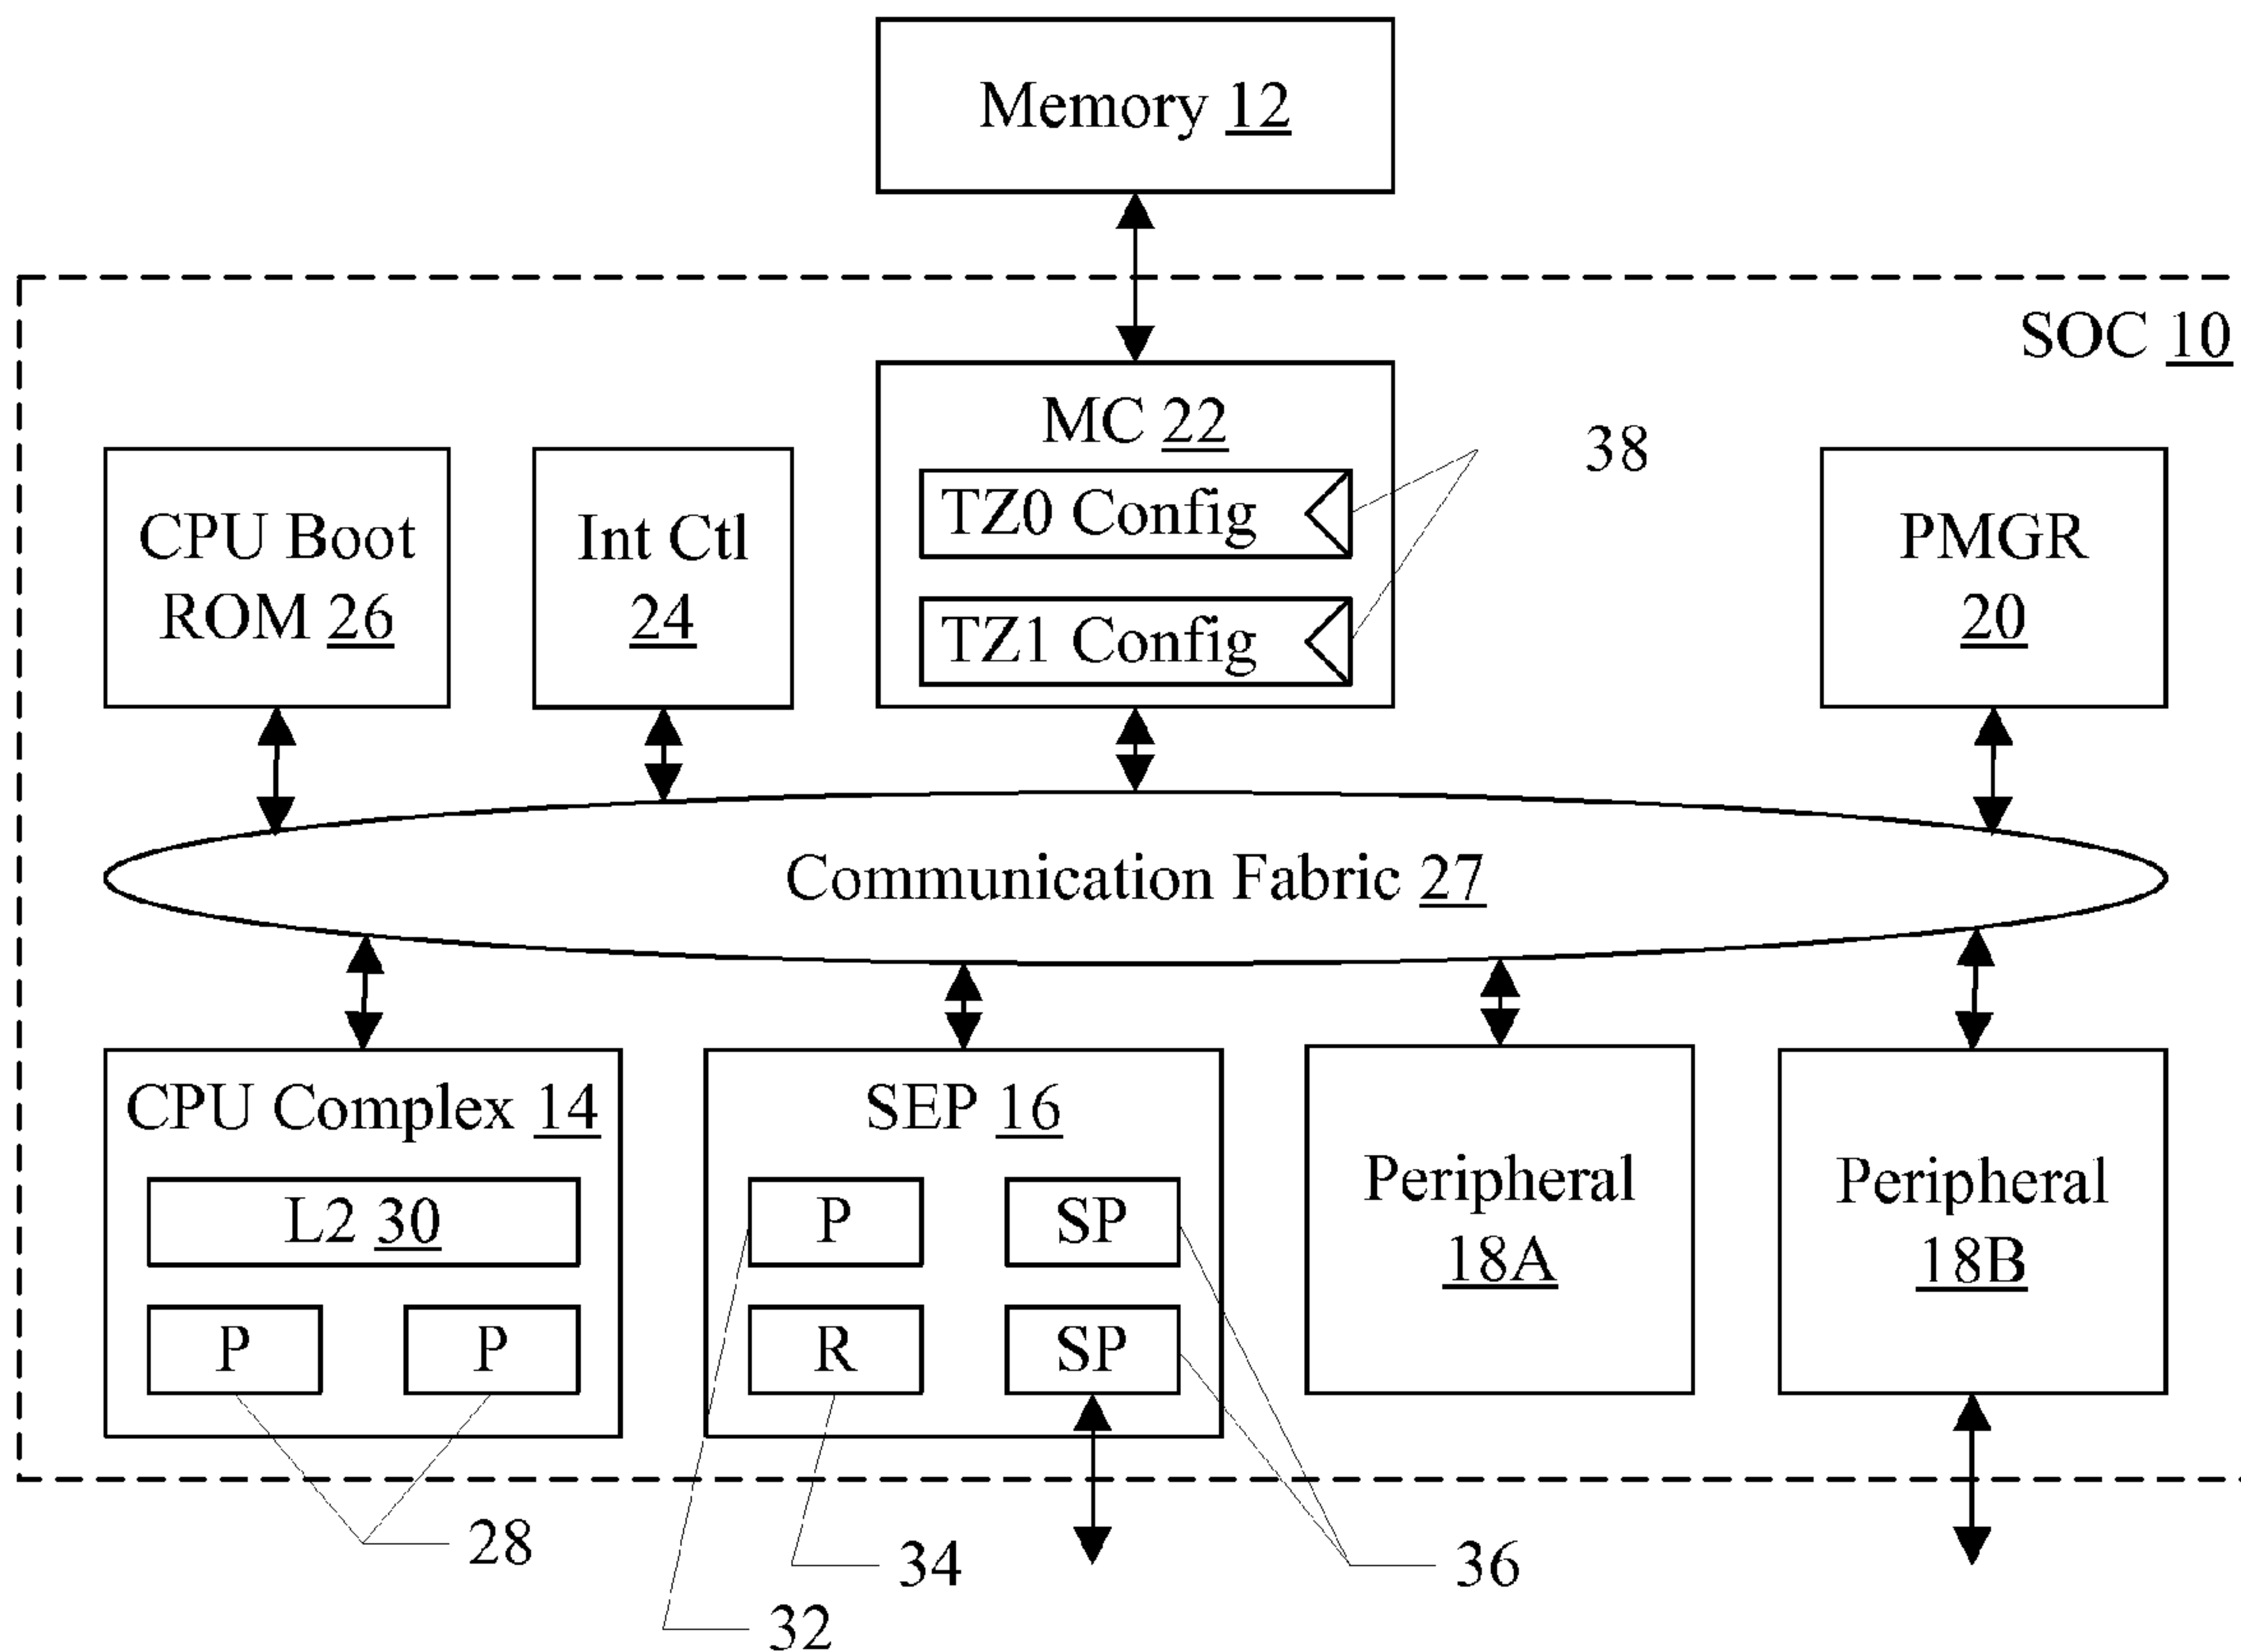 Memory 12
SOC 10
MC 22
38
TZ0 Config
TZ1 Config
CPU Boot
ROM 26
Int Ctl
24
PMGR
20
Communication Fabric 27
CPU Complex 14
L2 30
P
P
SEP 16
P
SP
R
SP
Peripheral
18A
Peripheral
18B
28
34
36
32